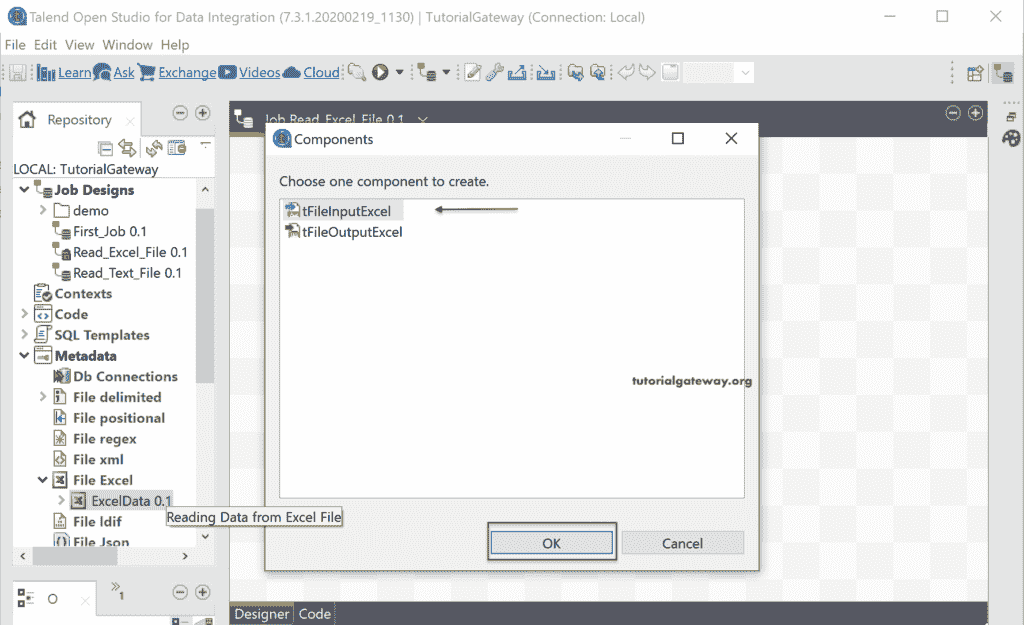 Talend Open Studio for Data Integration (7.3.1.20200219_1130) | TutorialGateway (Connection: Local)
File Edit View Window Help
Learn Ask Exchange Videos Cloud
Repository
LOCAL: TutorialGateway
Job Designs
demo
First_Job 0.1
Read_Excel_File 0.1
Read_Text_File 0.1
Contexts
Code
SQL Templates
Metadata
Db Connections
File delimited
File positional
File regex
File xml
File Excel
ExcelData 0.1
Reading Data from Excel File
File ldif
File Json
O
1
Job Read_Excel_File 0.1
Components
Choose one component to create.
tFileInputExcel
tFileOutputExcel
tutorialgateway.org
OK Cancel
Designer Code